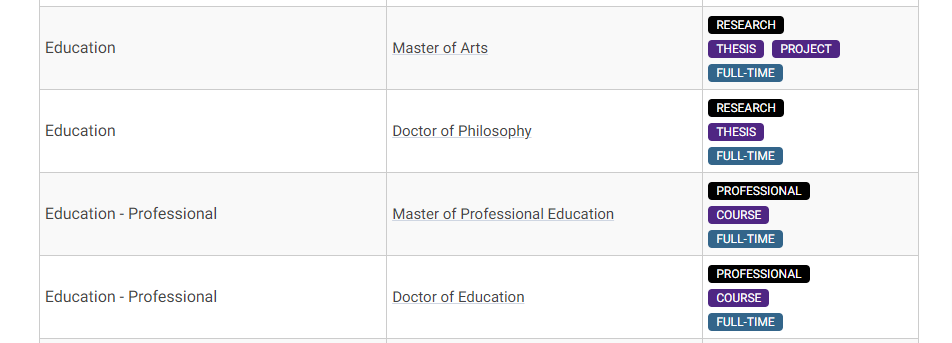 Education
Master of Arts
RESEARCH
THESIS PROJECT
FULL-TIME
Education
Doctor of Philosophy
RESEARCH
THESIS
FULL-TIME
Education - Professional
Master of Professional Education
PROFESSIONAL
COURSE
FULL-TIME
Education - Professional
Doctor of Education
PROFESSIONAL
COURSE
FULL-TIME